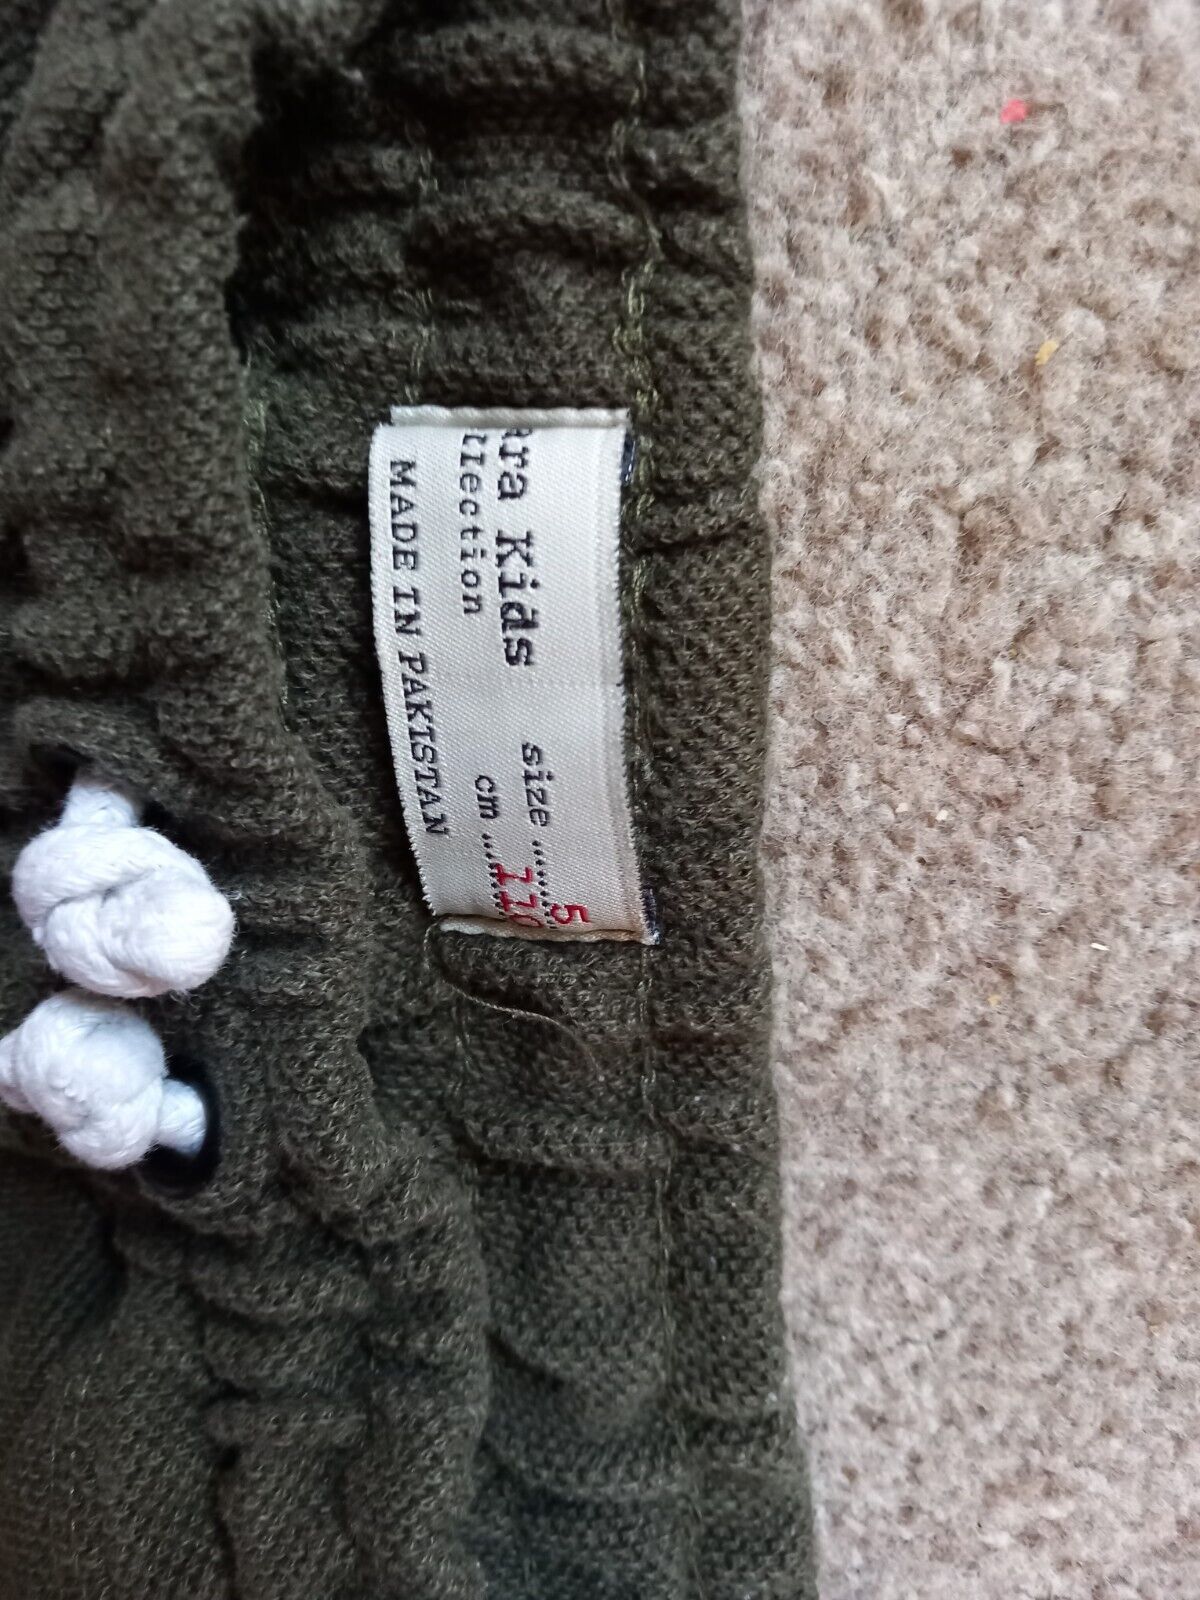 ara Kids size ........5
llection cm ........110
MADE IN PAKISTAN